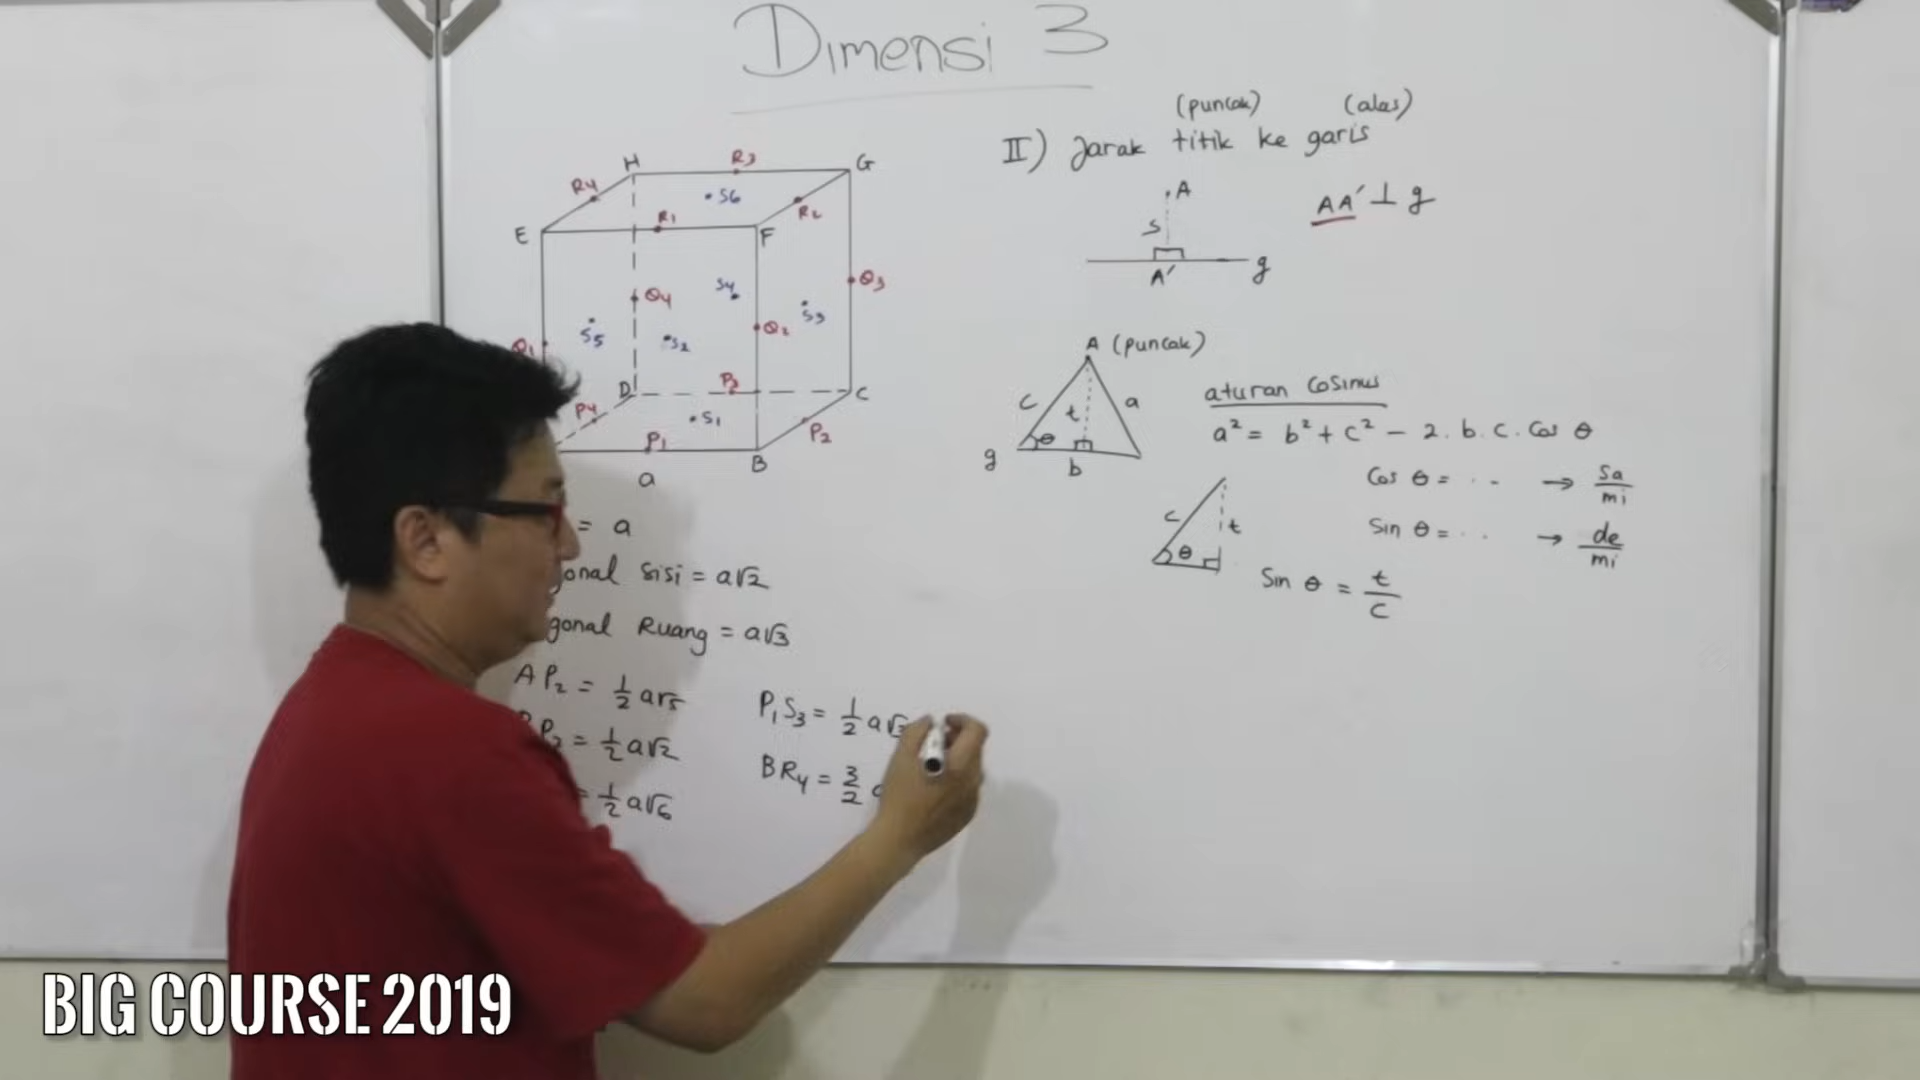 Dimensi 3
H R3 G
R4 S6 R2
E R1 F
Q4 S4 S3 Q3
S5 S2 Q2
Q1
D P3 C
P4 S1 P2
P1 B
a
= a
onal sisi = a√2
gonal Ruang = a√3
AP2 = 1/2 a√5
P2 = 1/2 a√2
= 1/2 a√6
P1S3 = 1/2 a√
BR4 = 3/2
(puncak) (alas)
II) Jarak titik ke garis
A
S
A' g
AA' ⊥ g
A (puncak)
c t a
θ
g b
aturan cosinus
a² = b² + c² - 2. b. c. cos θ
cos θ = .. → sa/mi
sin θ = .. → de/mi
c t
θ
sin θ = t/c
BIG COURSE 2019